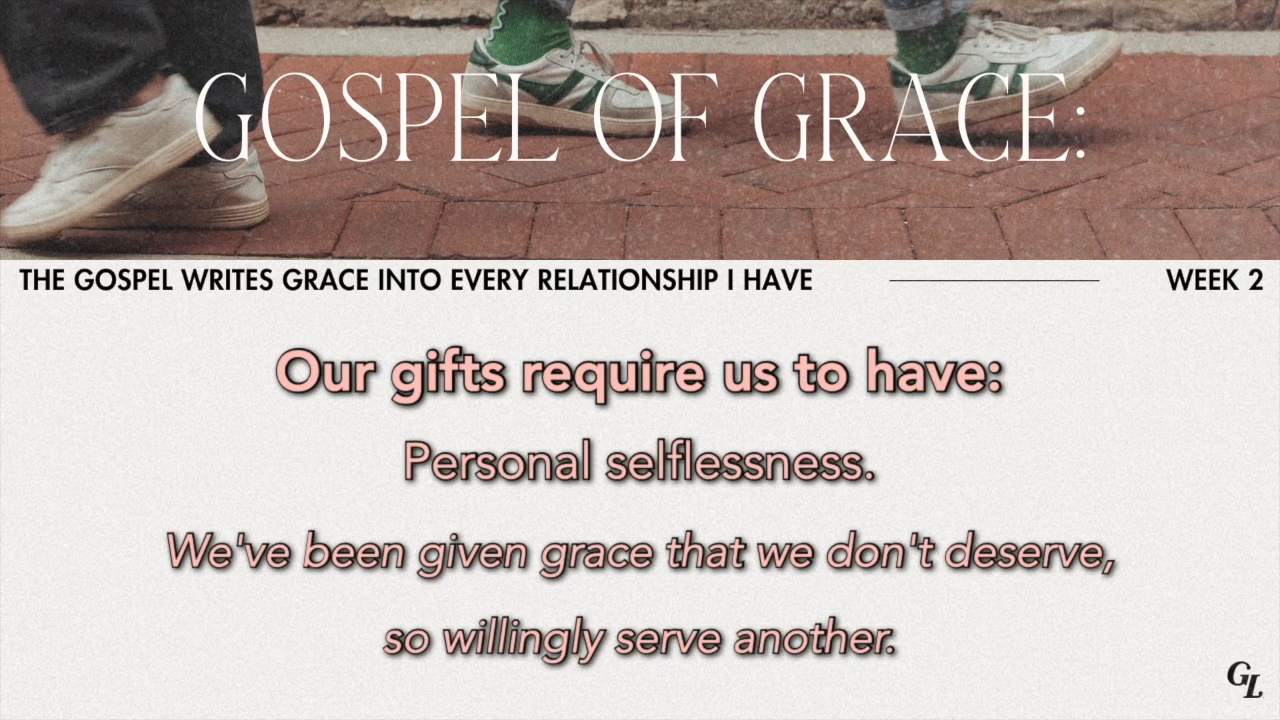 GOSPEL OF GRACE:
THE GOSPEL WRITES GRACE INTO EVERY RELATIONSHIP I HAVE WEEK 2
Our gifts require us to have:
Personal selflessness.
We've been given grace that we don't deserve,
so willingly serve another.
GL